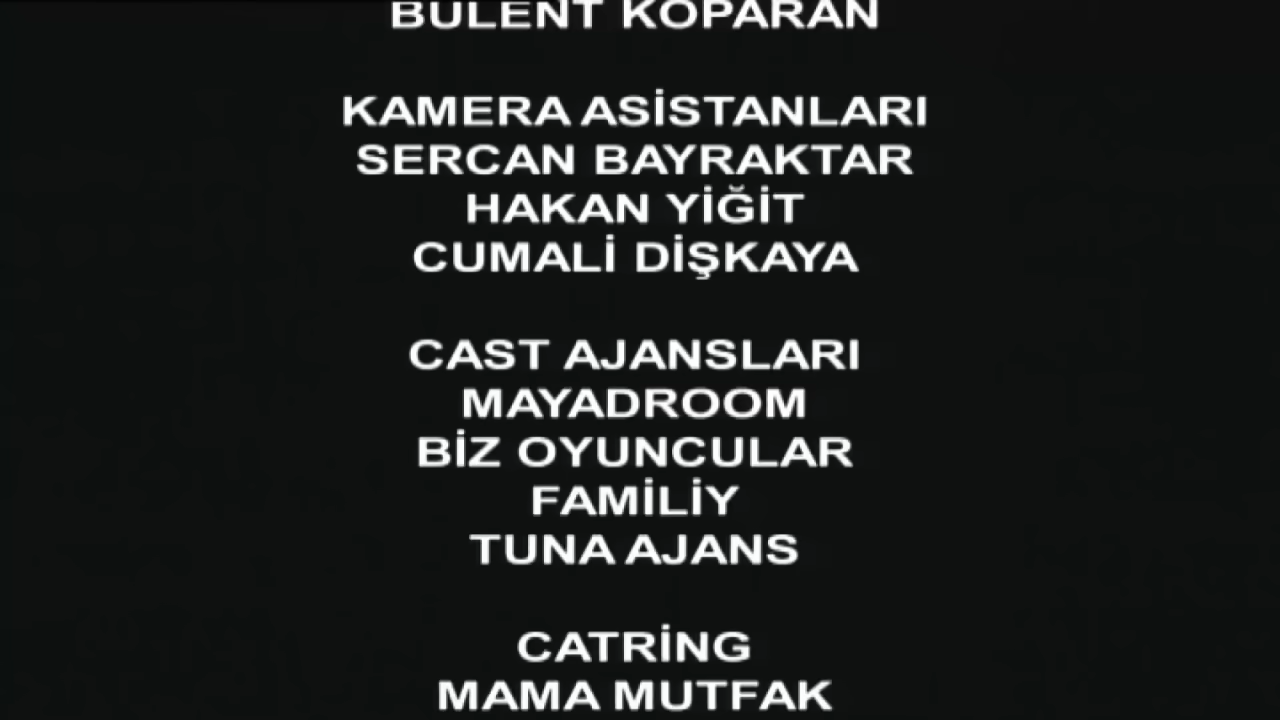 BÜLENT KOPARAN
KAMERA ASİSTANLARI
SERCAN BAYRAKTAR
HAKAN YİĞİT
CUMALİ DİŞKAYA
CAST AJANSLARI
MAYADROOM
BİZ OYUNCULAR
FAMİLİY
TUNA AJANS
CATRİNG
MAMA MUTFAK